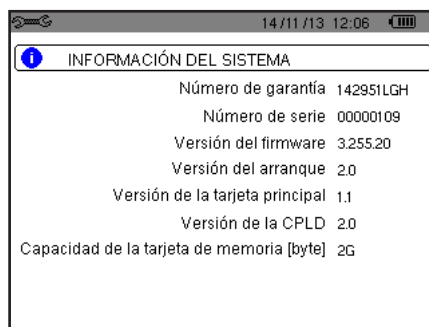 14/11/13 12:06
INFORMACIÓN DEL SISTEMA
Número de garantía 142951LGH
Número de serie 00000109
Versión del firmware 3.255.20
Versión del arranque 2.0
Versión de la tarjeta principal 1.1
Versión de la CPLD 2.0
Capacidad de la tarjeta de memoria [byte] 2G